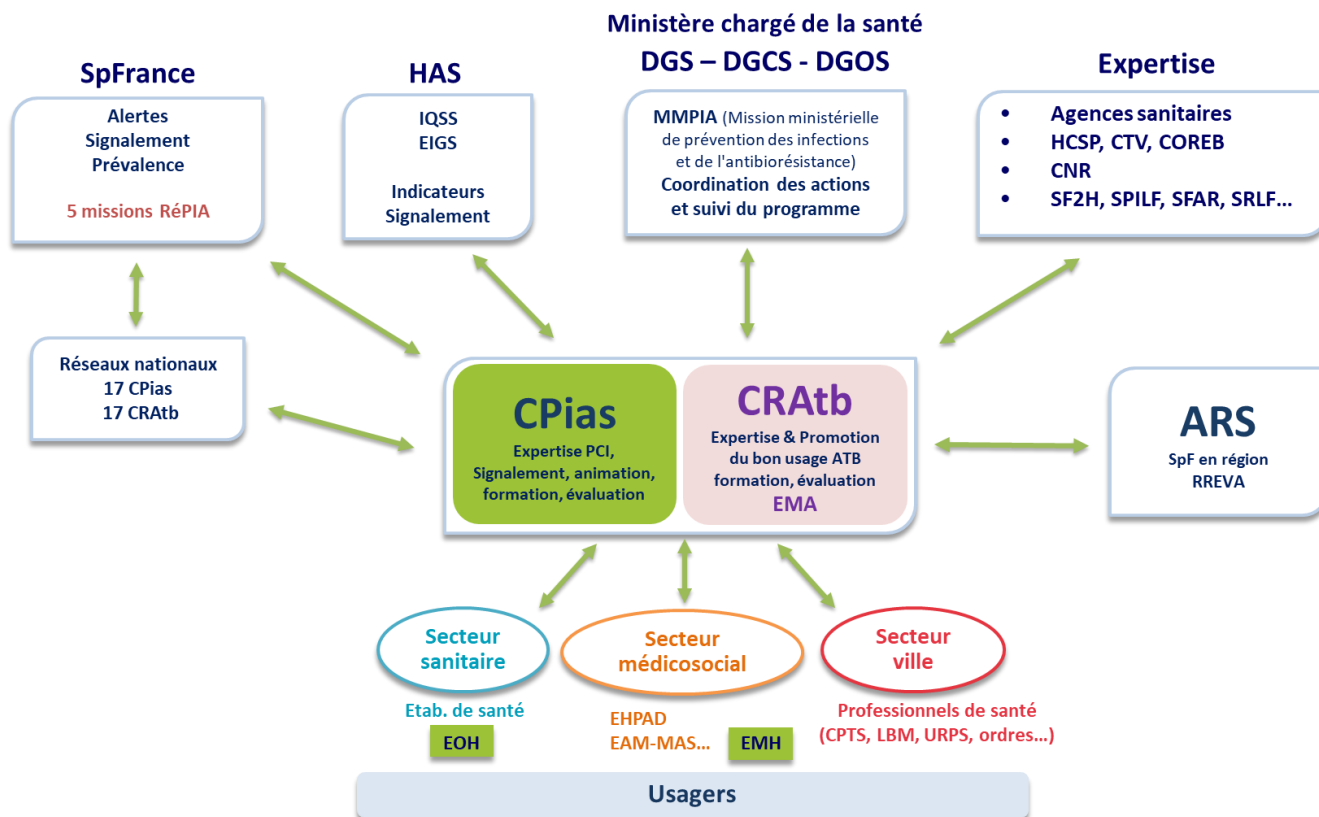 SpFrance
Alertes
Signalement
Prévalence
5 missions RéPIA
HAS
IQSS
EIGS
Indicateurs
Signalement
Ministère chargé de la santé
DGS – DGCS - DGOS
MMPIA (Mission ministérielle
de prévention des infections
et de l'antibiorésistance)
Coordination des actions
et suivi du programme
Expertise
• Agences sanitaires
• HCSP, CTV, COREB
• CNR
• SF2H, SPILF, SFAR, SRLF...
Réseaux nationaux
17 CPias
17 CRAtb
CPias
Expertise PCI,
Signalement, animation,
formation, évaluation
CRAtb
Expertise & Promotion
du bon usage ATB
formation, évaluation
EMA
ARS
SpF en région
RREVA
Secteur
sanitaire
Etab. de santé
EOH
Secteur
médicosocial
EHPAD
EAM-MAS...
EMH
Secteur
ville
Professionnels de santé
(CPTS, LBM, URPS, ordres...)
Usagers